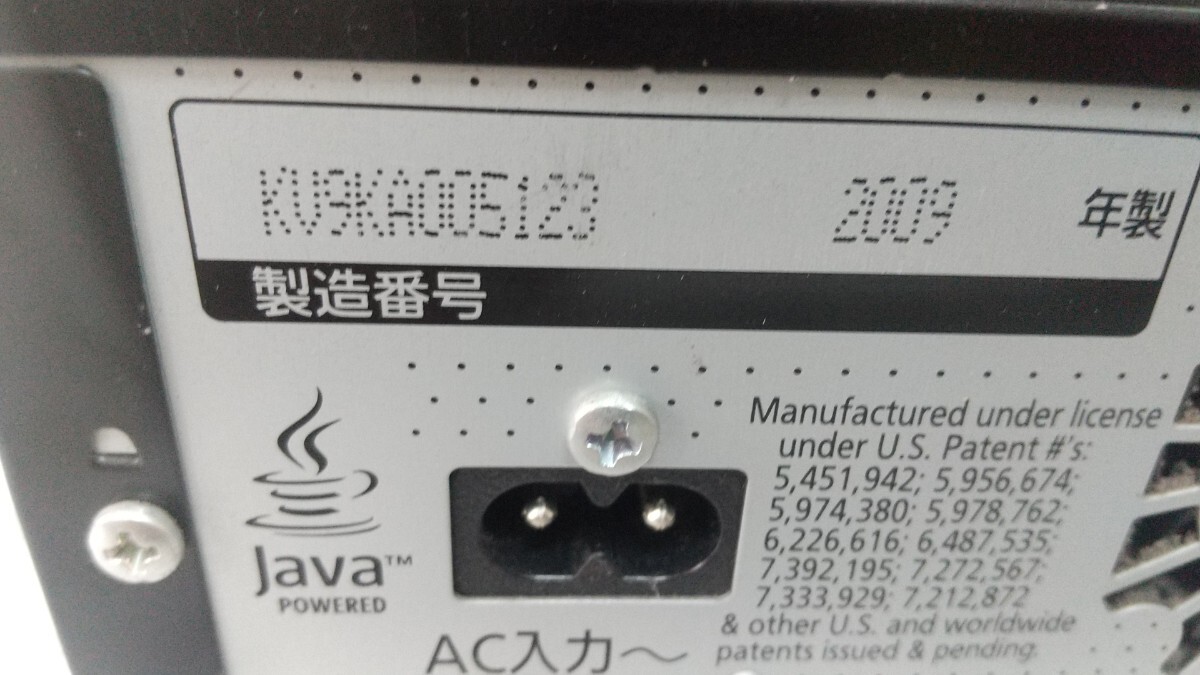 KV9KA005123 2009 年製
製造番号
Manufactured under license
under U.S. Patent #'s:
5,451,942; 5,956,674;
5,974,380; 5,978,762;
6,226,616; 6,487,535;
7,392,195; 7,272,567;
7,333,929; 7,212,872
& other U.S. and worldwide
patents issued & pending.
Java™
POWERED
AC入力～